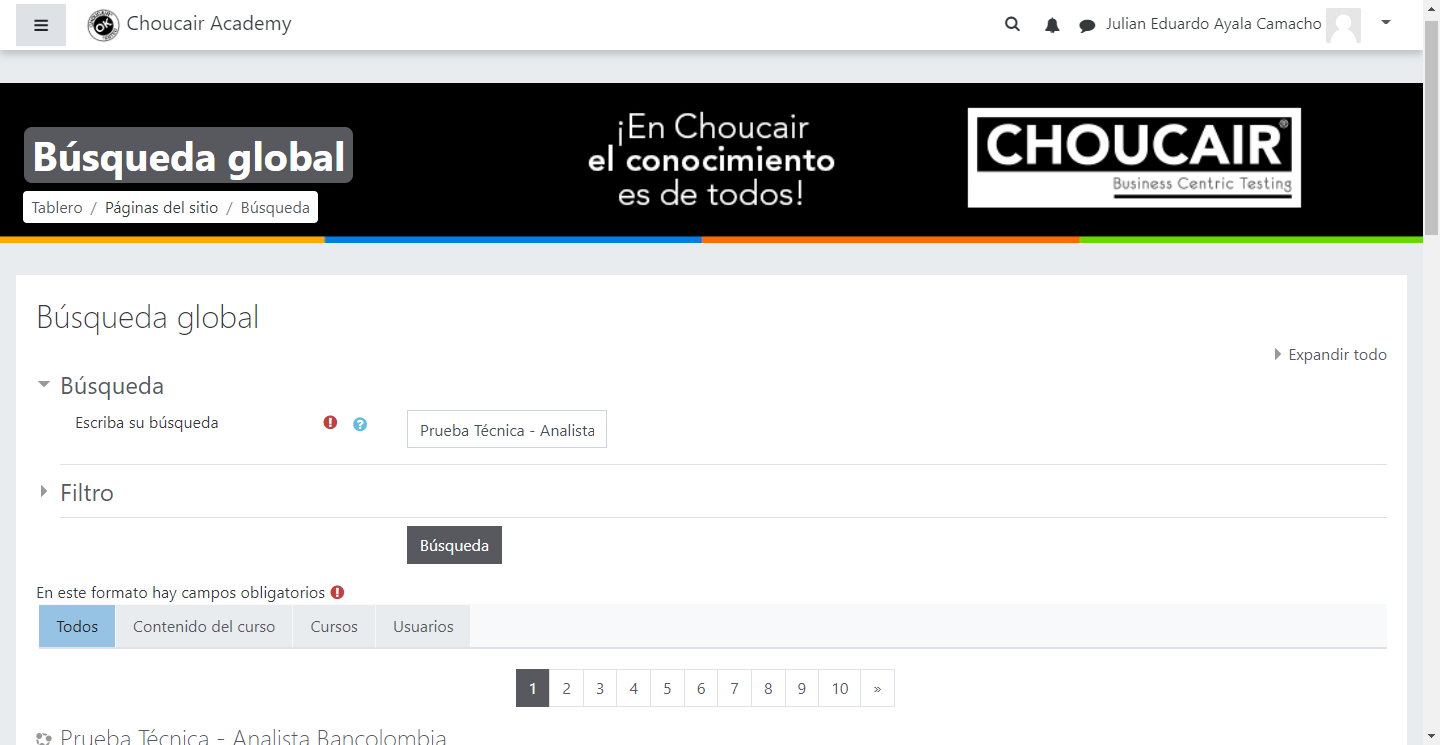 Choucair Academy
Julian Eduardo Ayala Camacho
Búsqueda global
Tablero / Páginas del sitio / Búsqueda
¡En Choucair
el conocimiento
es de todos!
CHOUCAIR®
Business Centric Testing
Búsqueda global
Expandir todo
Búsqueda
Escriba su búsqueda
Prueba Técnica - Analista
Filtro
Búsqueda
En este formato hay campos obligatorios
Todos Contenido del curso Cursos Usuarios
1 2 3 4 5 6 7 8 9 10 »
Prueba Técnica - Analista Bancolombia